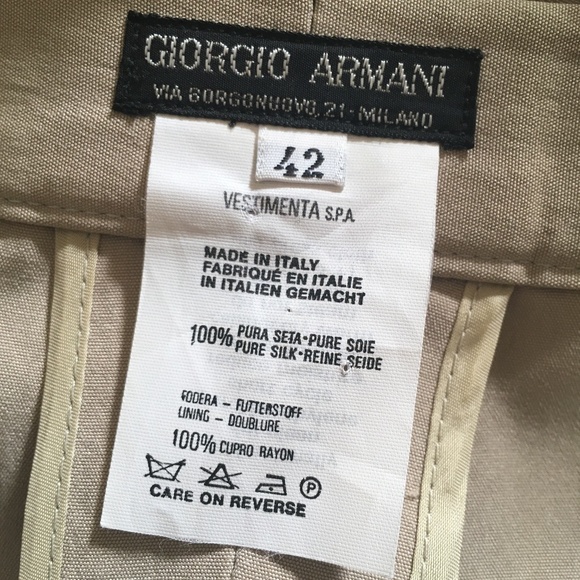 GIORGIO ARMANI
VIA BORGONUOVO, 21 - MILANO
42
VESTIMENTA S.P.A.
MADE IN ITALY
FABRIQUÉ EN ITALIE
IN ITALIEN GEMACHT
100% PURA SETA·PURE SOIE
PURE SILK·REINE SEIDE
FODERA – FUTTERSTOFF
LINING – DOUBLURE
100% CUPRO RAYON
P
CARE ON REVERSE